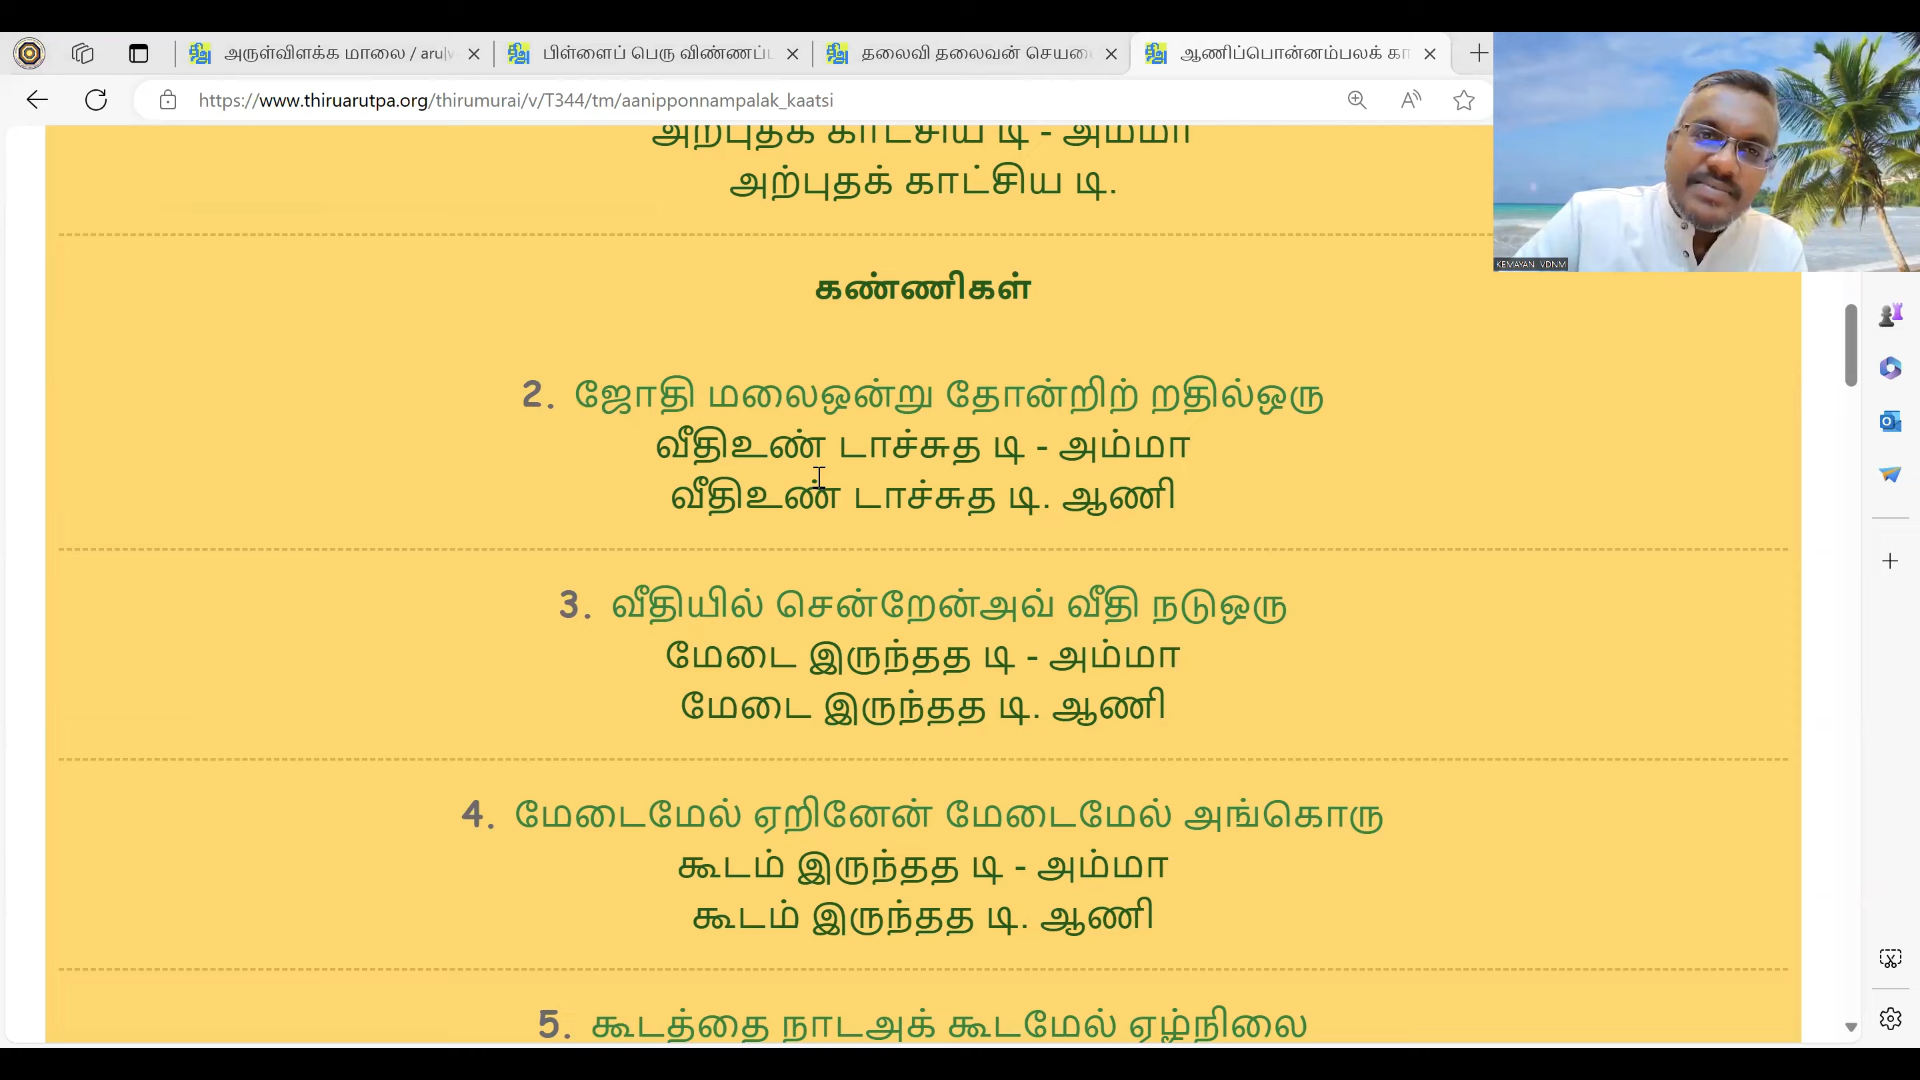 அருள்விளக்க மாலை / arul
பிள்ளைப் பெரு விண்ணப்ப
தலைவி தலைவன் செயலை
ஆணிப்பொன்னம்பலக் கா
https://www.thiruarutpa.org/thirumurai/v/T344/tm/aanipponnampalak_kaatsi
அற்புதக் காட்சிய டி - அம்மா
அற்புதக் காட்சிய டி.
கண்ணிகள்
2. ஜோதி மலைஒன்று தோன்றிற் றதில்ஒரு
வீதிஉண் டாச்சுத டி - அம்மா
வீதிஉண் டாச்சுத டி. ஆணி
3. வீதியில் சென்றேன்அவ் வீதி நடுஒரு
மேடை இருந்தத டி - அம்மா
மேடை இருந்தத டி. ஆணி
4. மேடைமேல் ஏறினேன் மேடைமேல் அங்கொரு
கூடம் இருந்தத டி - அம்மா
கூடம் இருந்தத டி. ஆணி
5. கூடத்தை நாடஅக் கூடமேல் ஏழ்நிலை
KEMAYAN VDNM